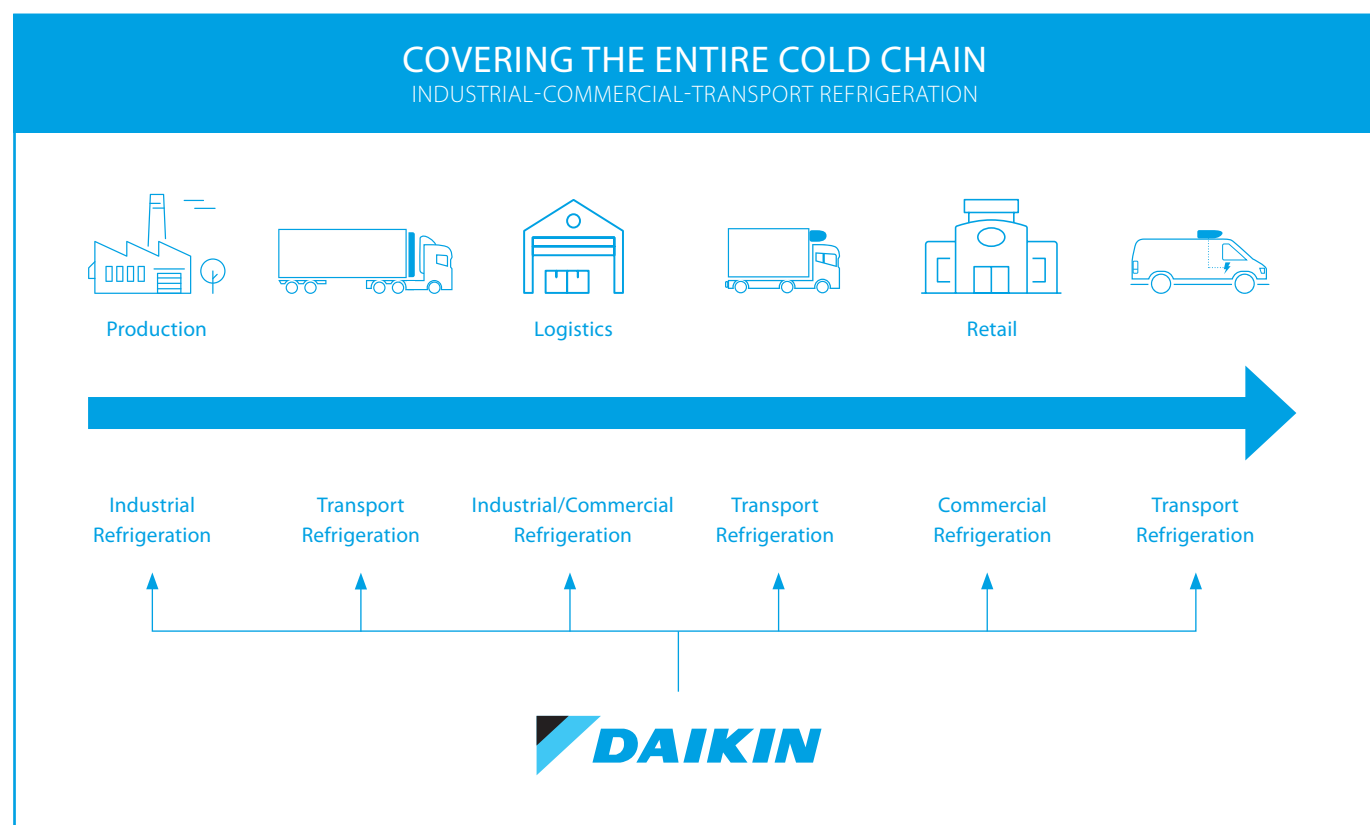 COVERING THE ENTIRE COLD CHAIN
INDUSTRIAL-COMMERCIAL-TRANSPORT REFRIGERATION
Production
Logistics
Retail
Industrial
Refrigeration
Transport
Refrigeration
Industrial/Commercial
Refrigeration
Transport
Refrigeration
Commercial
Refrigeration
Transport
Refrigeration
DAIKIN